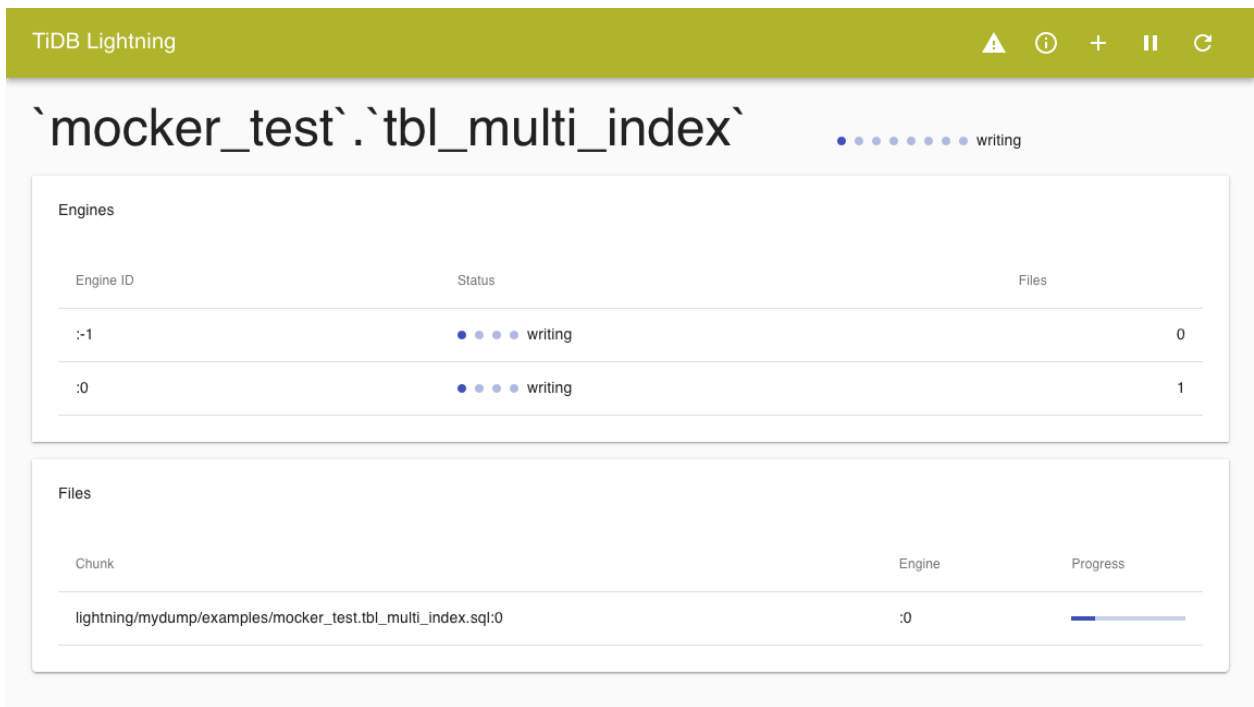 TiDB Lightning
`mocker_test`.`tbl_multi_index` writing
Engines
Engine ID Status Files
:-1 writing 0
:0 writing 1
Files
Chunk Engine Progress
lightning/mydump/examples/mocker_test.tbl_multi_index.sql:0 :0